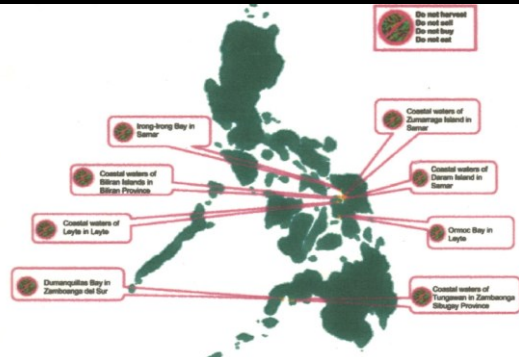 Do not harvest
Do not sell
Do not buy
Do not eat
Irong-Irong Bay in
Samar
Coastal waters of
Zumarraga Island in
Samar
Coastal waters of
Biliran Islands in
Biliran Province
Coastal waters of
Daram Island in
Samar
Coastal waters of
Leyte in Leyte
Ormoc Bay in
Leyte
Dumanquillas Bay in
Zamboanga del Sur
Coastal waters of
Tungawan in Zamboanga
Sibugay Province